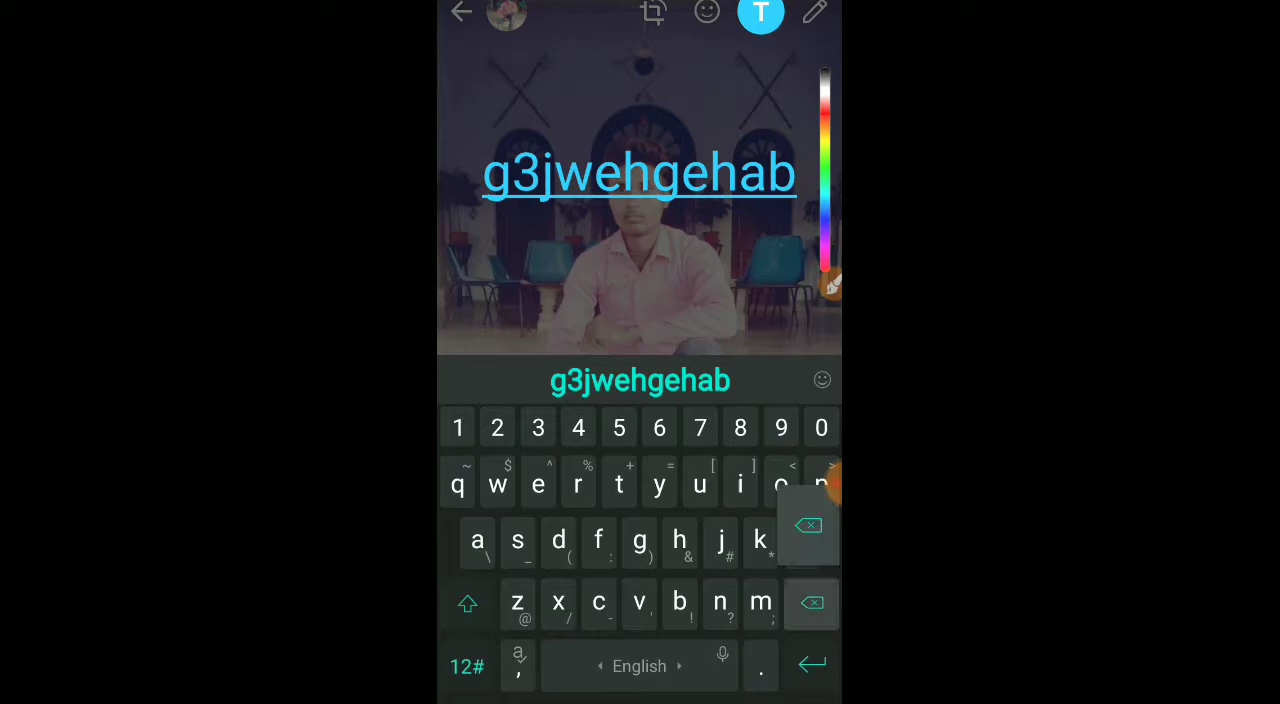 T
g3jwehgehab
g3jwehgehab
1 2 3 4 5 6 7 8 9 0
~ $ ^ % + = [ ] < >
q w e r t y u i o p
a s d f g h j k
\ _ ( : ) & # *
z x c v b n m
@ / - ' ! ? ;
12# a , English .